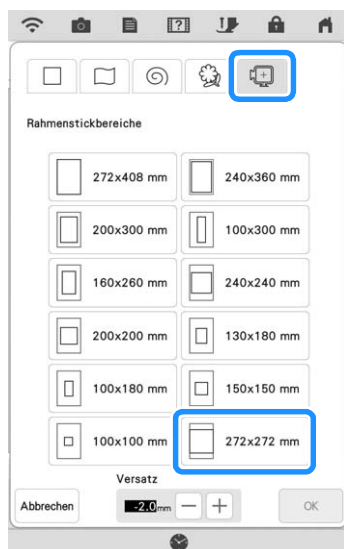 Rahmenstickbereiche
272x408 mm 240x360 mm
200x300 mm 100x300 mm
160x260 mm 240x240 mm
200x200 mm 130x180 mm
100x180 mm 150x150 mm
100x100 mm 272x272 mm
Versatz
Abbrechen -2.0mm − + OK